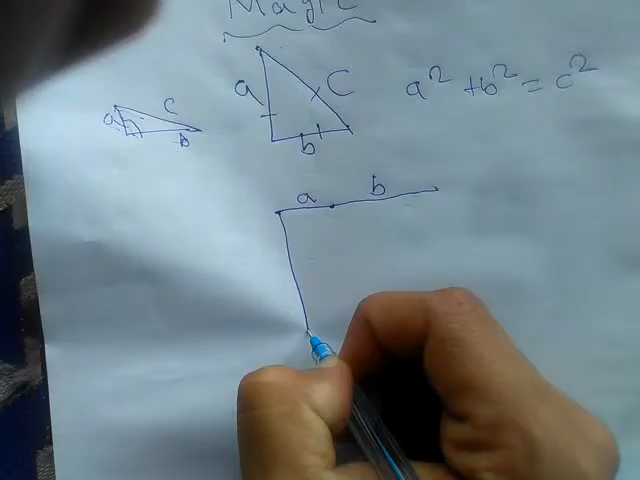 Magic
a c b
a C b
a² + b² = c²
a b